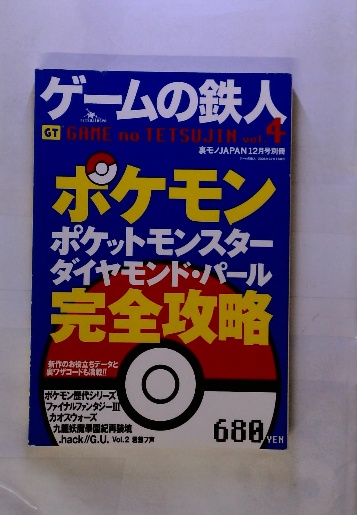 ゲームの鉄人
GT GAME no TETSUJIN vol 4
裏モノJAPAN12月号別冊
ポケモン
ポケットモンスター
ダイヤモンド・パール
完全攻略
新作のお役立ちデータと
裏ワザコードも満載!!
ポケモン歴代シリーズ
ファイナルファンタジーIII
カオスウォーズ
九龍妖魔學園紀再装填
.hack//G.U. Vol.2 君想フ声
680YEN